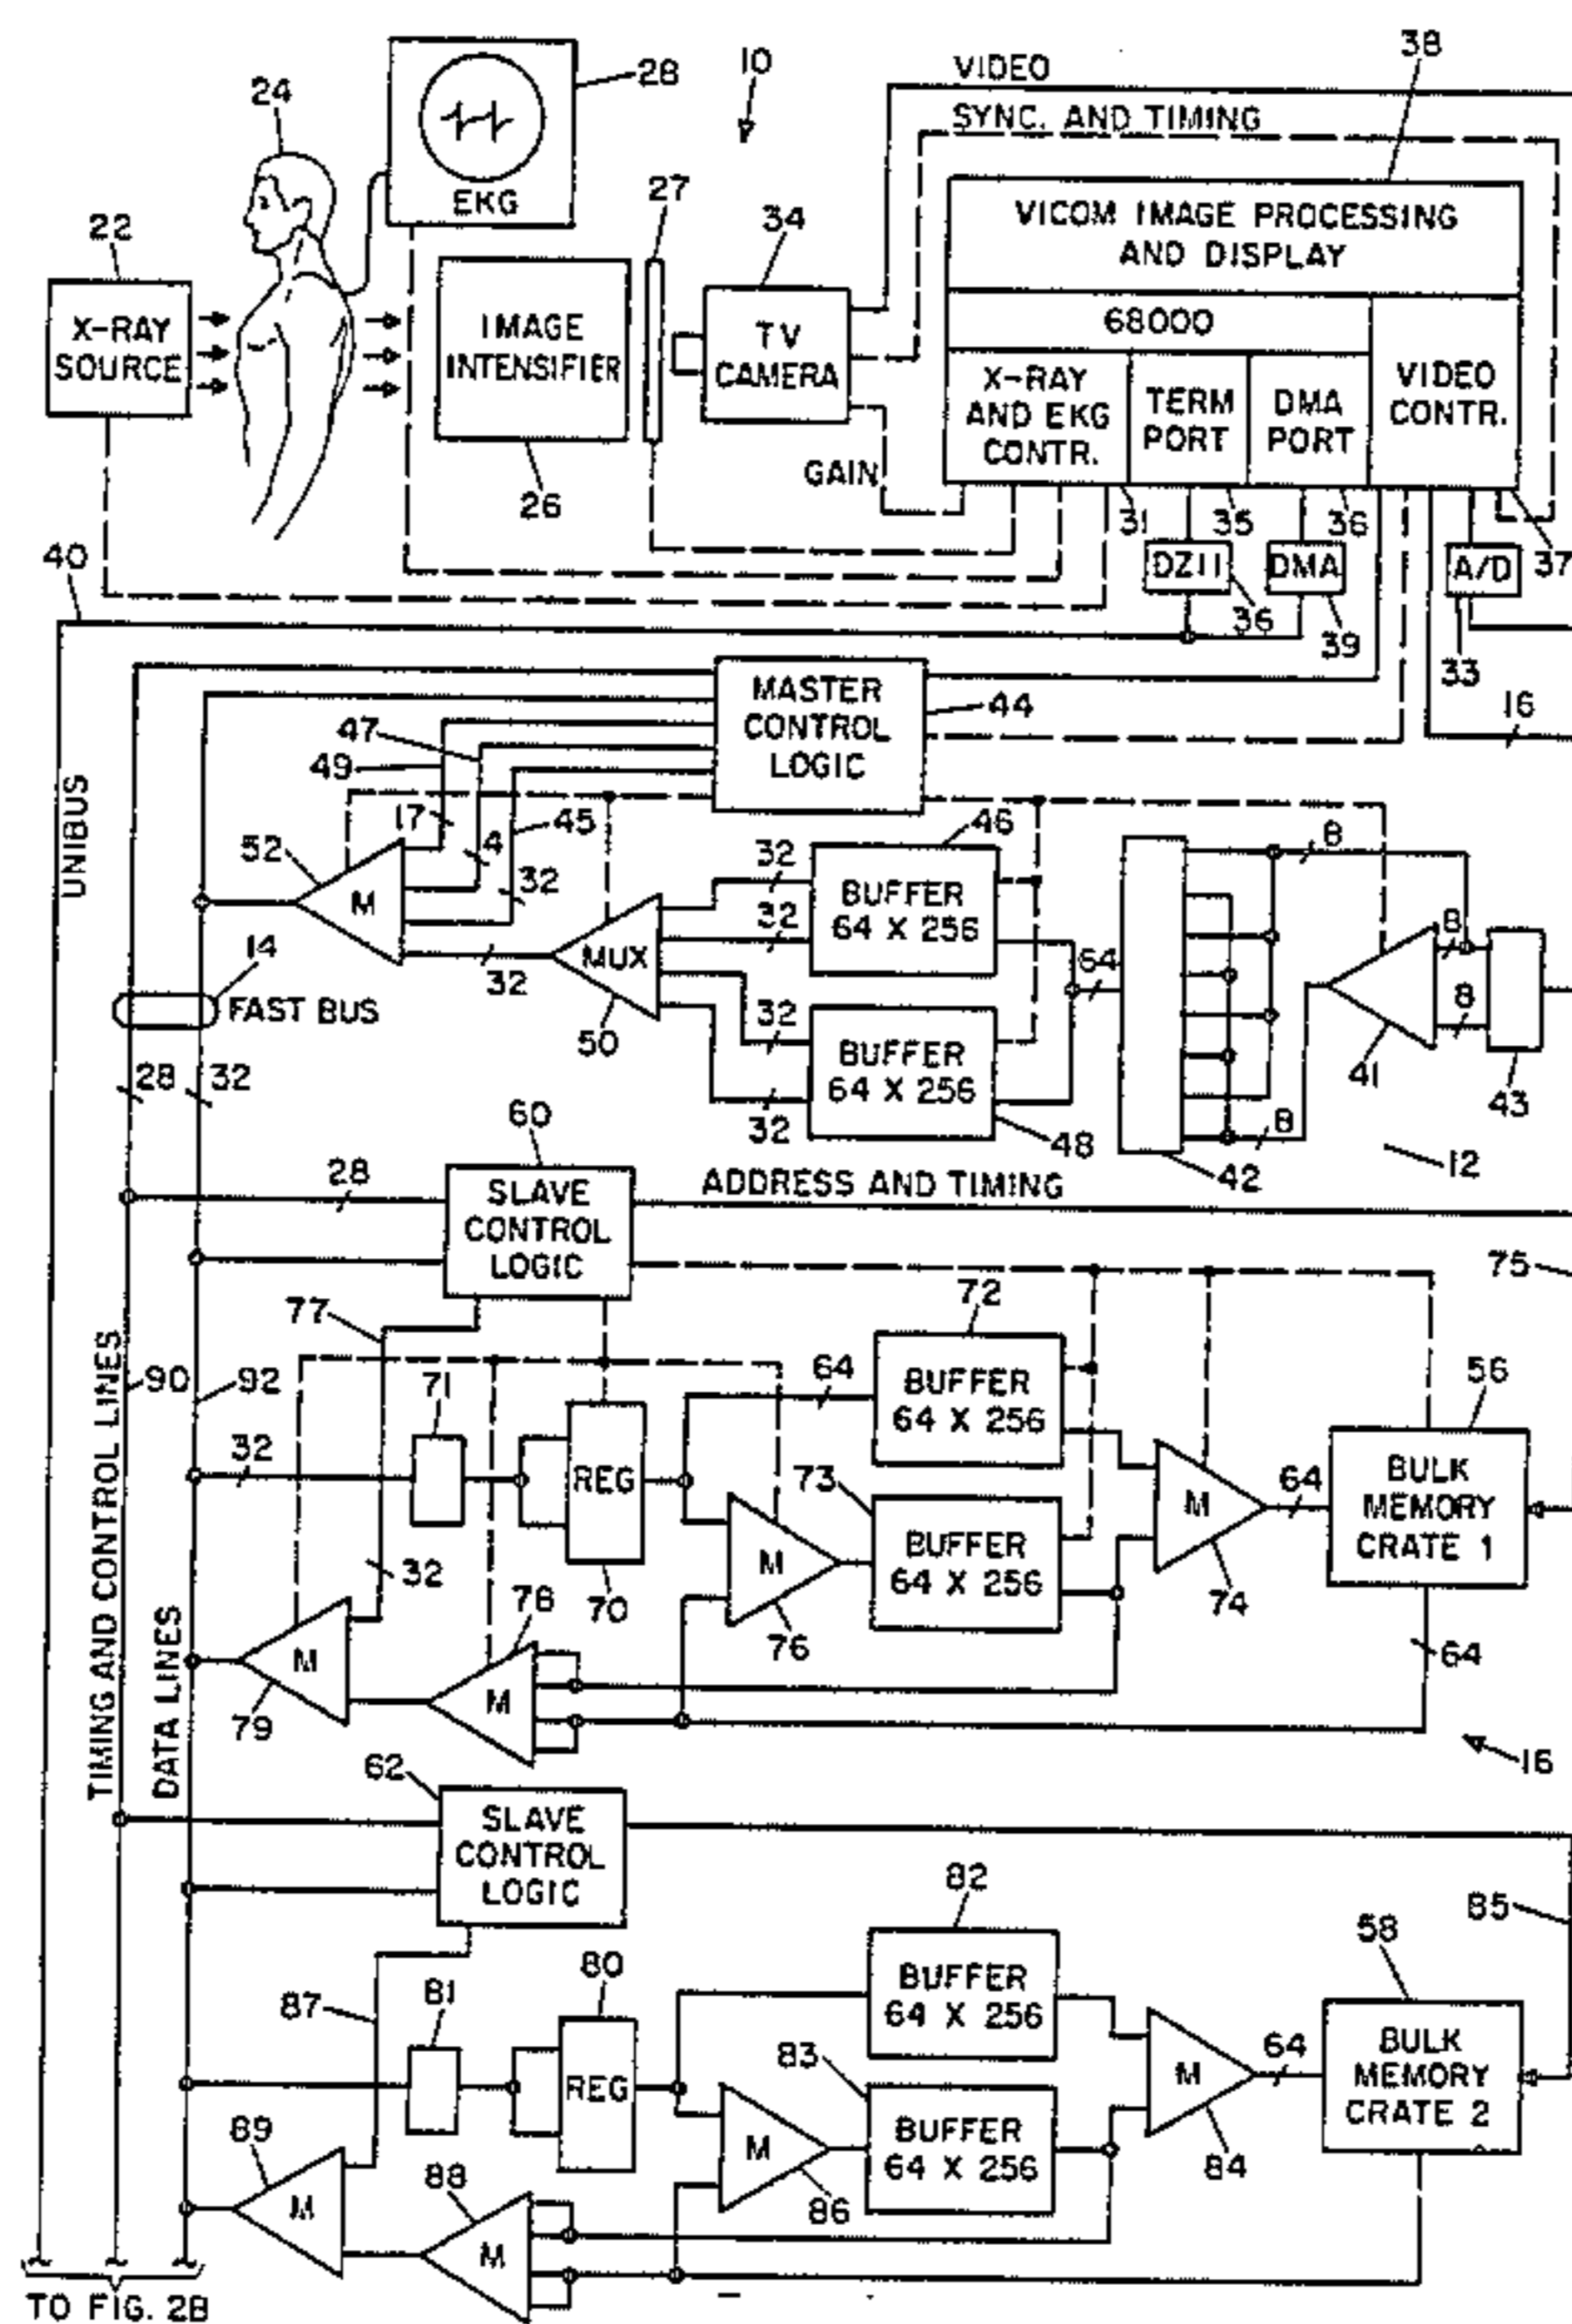 38
28
10
VIDEO
24
SYNC. AND TIMING
EKG
27
22
34
VICOM IMAGE PROCESSING
AND DISPLAY
X-RAY
SOURCE
IMAGE
INTENSIFIER
TV
CAMERA
68000
X-RAY
AND EKG
CONTR.
TERM
PORT
DMA
PORT
VIDEO
CONTR.
GAIN
26
31
35
36
40
DZ11
DMA
A/D
37
36
39
33
MASTER
CONTROL
LOGIC
44
16
47
49
UNIBUS
17
45
46
8
52
4
32
32
BUFFER
64 X 256
M
32
MUX
8
14
32
64
FAST BUS
50
32
BUFFER
64 X 256
8
41
28
32
32
48
43
60
8
42
12
28
SLAVE
CONTROL
LOGIC
ADDRESS AND TIMING
75
77
72
TIMING AND CONTROL LINES
90
92
71
64
BUFFER
64 X 256
56
32
REG
73
M
64
BULK
MEMORY
CRATE 1
32
M
BUFFER
64 X 256
78
70
74
DATA LINES
M
76
64
79
M
16
62
SLAVE
CONTROL
LOGIC
82
85
58
80
87
81
BUFFER
64 X 256
REG
83
64
BULK
MEMORY
CRATE 2
M
89
M
BUFFER
64 X 256
88
84
M
86
M
TO FIG. 2B